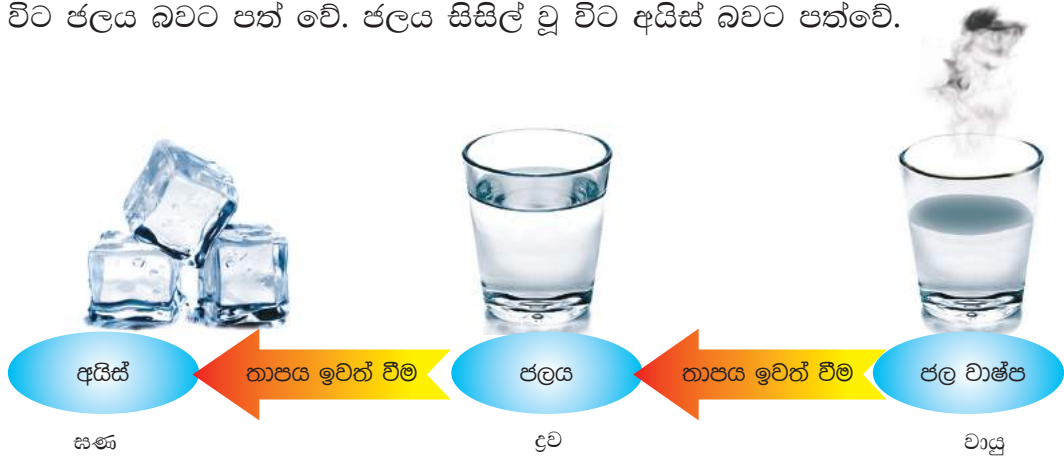 විට ජලය බවට පත් වේ. ජලය සිසිල් වූ විට අයිස් බවට පත්වේ.
අයිස් තාපය ඉවත් වීම ජලය තාපය ඉවත් වීම ජල වාෂ්ප
ඝණ ද්‍රව වායු